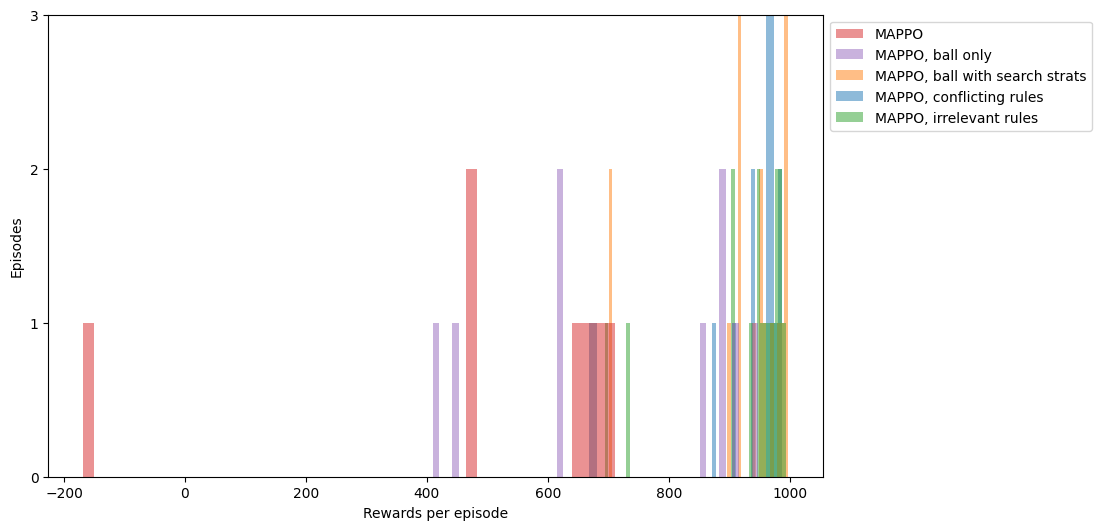 3
2
1
0
Episodes
−200
0
200
400
600
800
1000
Rewards per episode
MAPPO
MAPPO, ball only
MAPPO, ball with search strats
MAPPO, conflicting rules
MAPPO, irrelevant rules